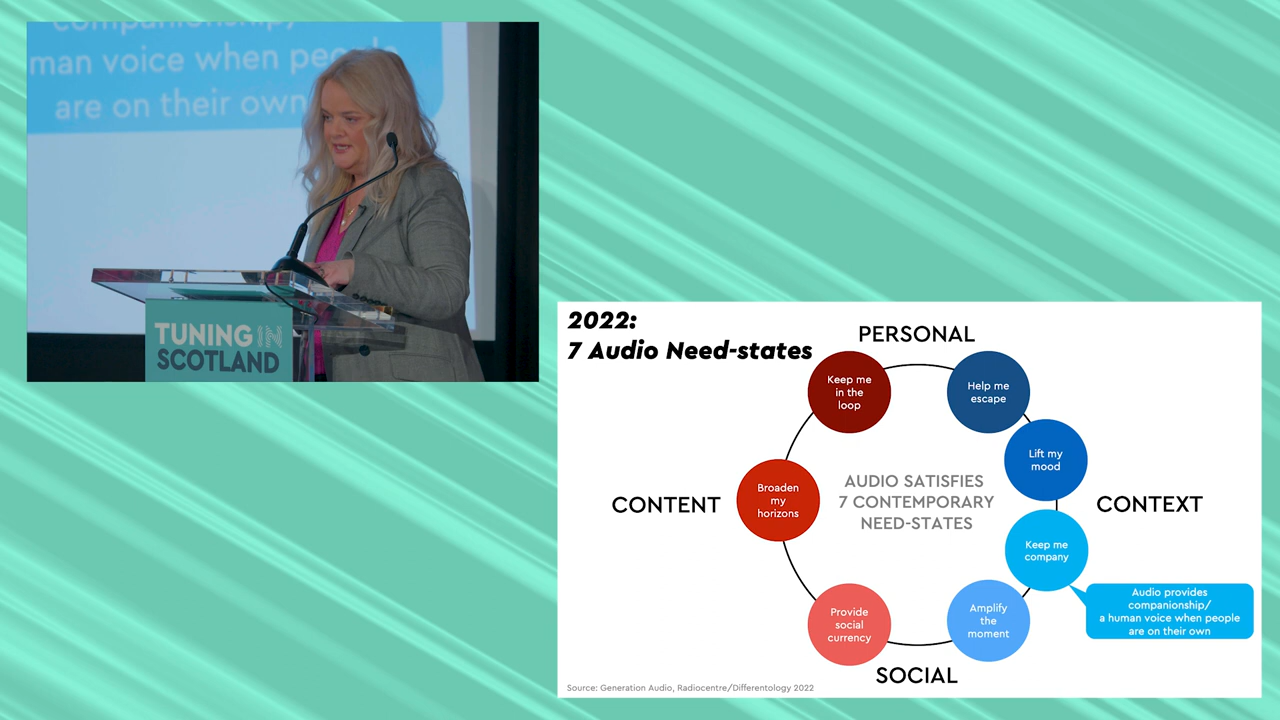 companionship/
man voice when people
are on their own
TUNING IN
SCOTLAND
2022:
7 Audio Need-states
PERSONAL
Keep me
in the
loop
Help me
escape
Lift my
mood
Broaden
my
horizons
AUDIO SATISFIES
7 CONTEMPORARY
NEED-STATES
CONTENT
CONTEXT
Keep me
company
Provide
social
currency
Amplify
the
moment
Audio provides
companionship/
a human voice when people
are on their own
SOCIAL
Source: Generation Audio, Radiocentre/Differentology 2022